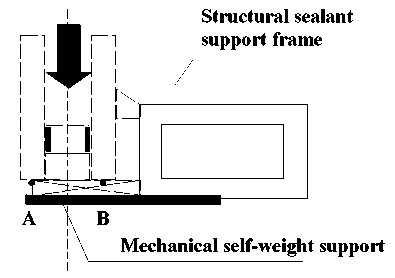 Structural sealant
support frame
A
B
Mechanical self-weight support